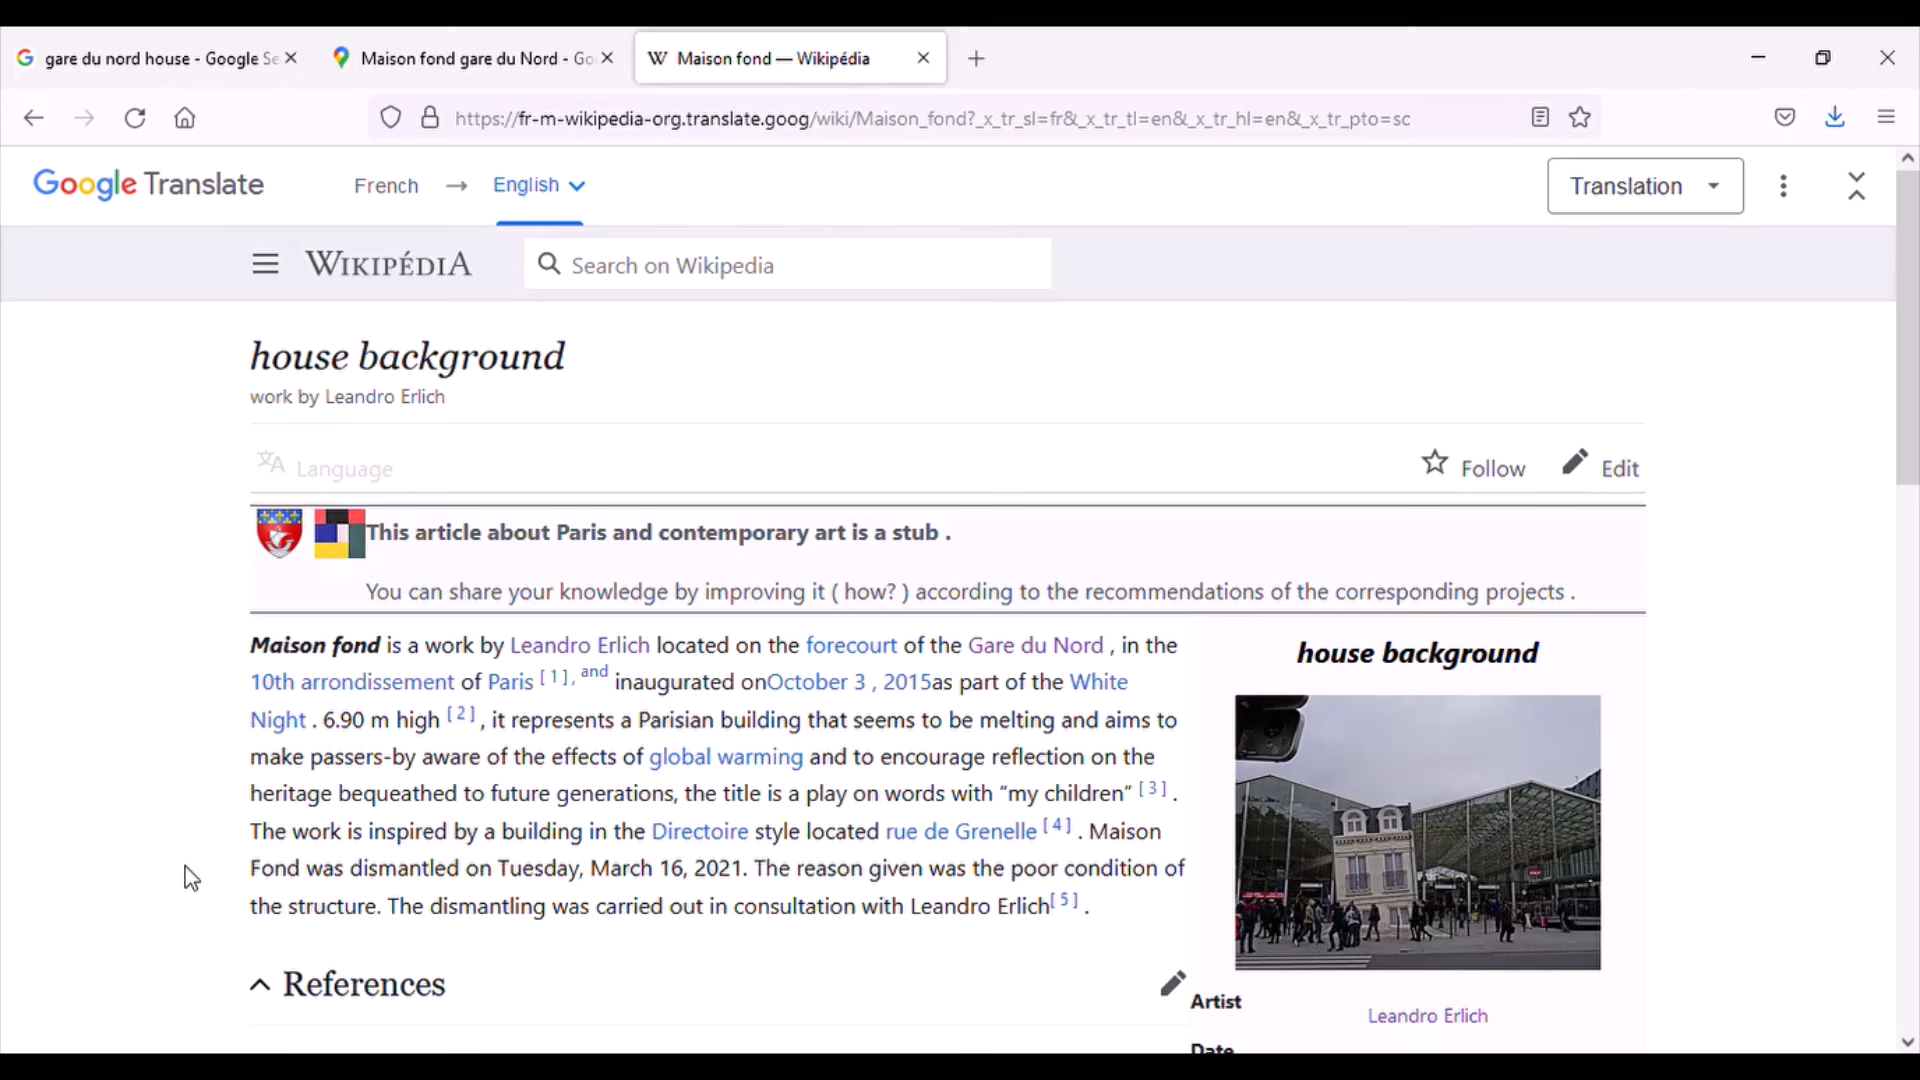 gare du nord house - Google Se
Maison fond gare du Nord - Go
W Maison fond — Wikipédia
https://fr-m-wikipedia-org.translate.goog/wiki/Maison_fond?_x_tr_sl=fr&_x_tr_tl=en&_x_tr_hl=en&_x_tr_pto=sc
Google Translate
French → English
Translation
WIKIPÉDIA
Search on Wikipedia
house background
work by Leandro Erlich
Language
Follow
Edit
This article about Paris and contemporary art is a stub .
You can share your knowledge by improving it ( how? ) according to the recommendations of the corresponding projects .
Maison fond is a work by Leandro Erlich located on the forecourt of the Gare du Nord , in the
10th arrondissement of Paris [ 1 ] , and inaugurated onOctober 3 , 2015as part of the White
Night . 6.90 m high [ 2 ] , it represents a Parisian building that seems to be melting and aims to
make passers-by aware of the effects of global warming and to encourage reflection on the
heritage bequeathed to future generations, the title is a play on words with “my children” [ 3 ] .
The work is inspired by a building in the Directoire style located rue de Grenelle [ 4 ] . Maison
Fond was dismantled on Tuesday, March 16, 2021. The reason given was the poor condition of
the structure. The dismantling was carried out in consultation with Leandro Erlich[ 5 ] .
References
house background
Artist
Leandro Erlich
Date